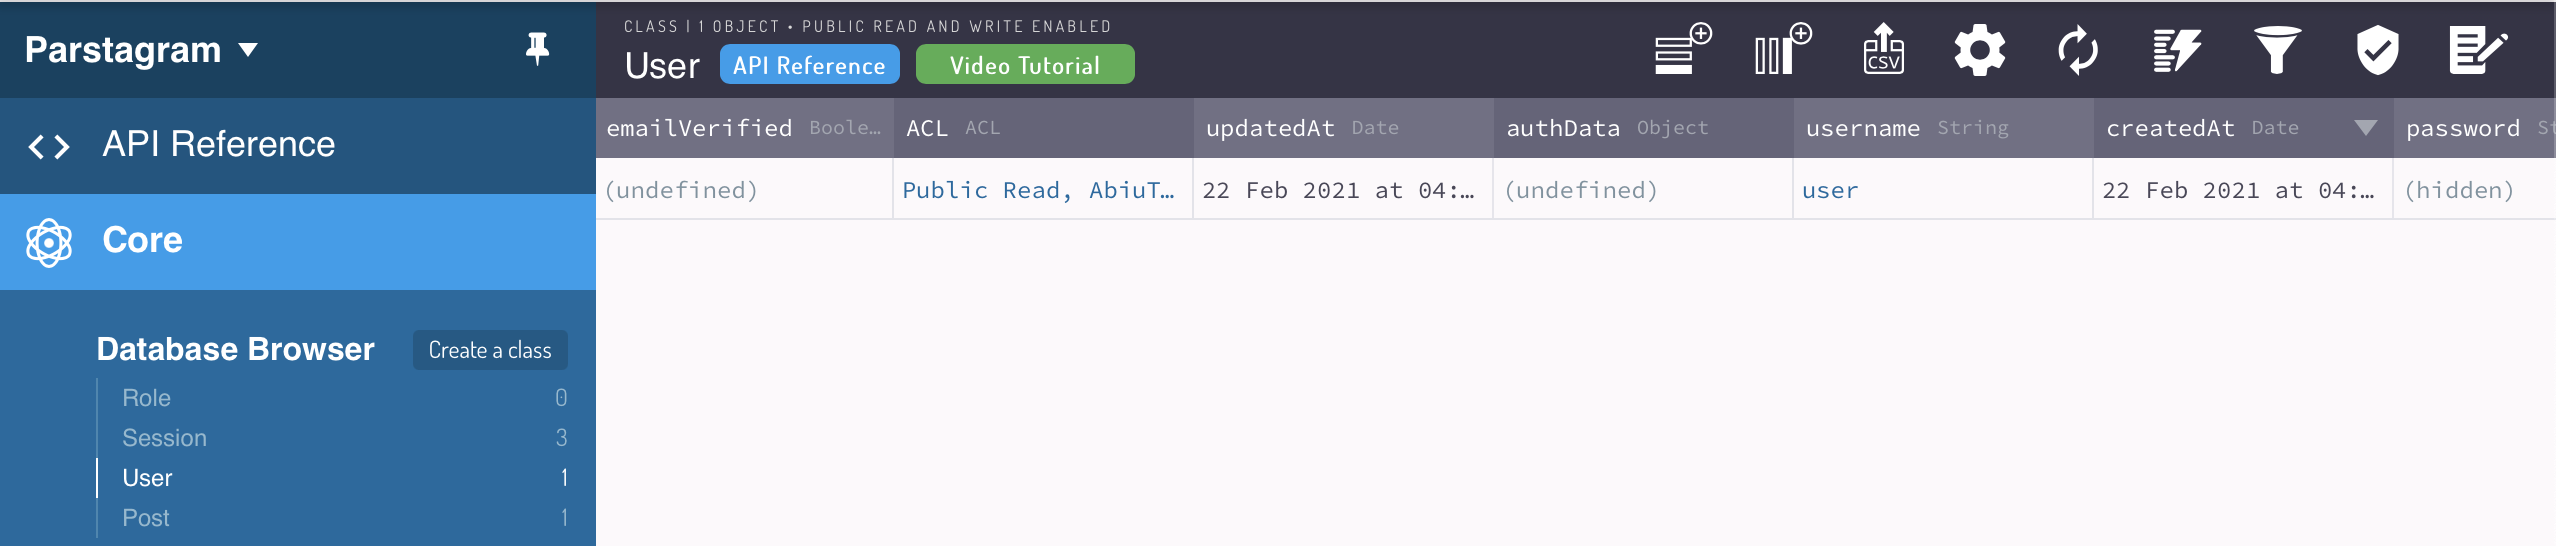 Parstagram
API Reference
Core
Database Browser Create a class
Role 0
Session 3
User 1
Post 1
CLASS | 1 OBJECT • PUBLIC READ AND WRITE ENABLED
User API Reference Video Tutorial
CSV
emailVerified Boole… ACL ACL updatedAt Date authData Object username String createdAt Date password St
(undefined) Public Read, AbiuT… 22 Feb 2021 at 04:… (undefined) user 22 Feb 2021 at 04:… (hidden)